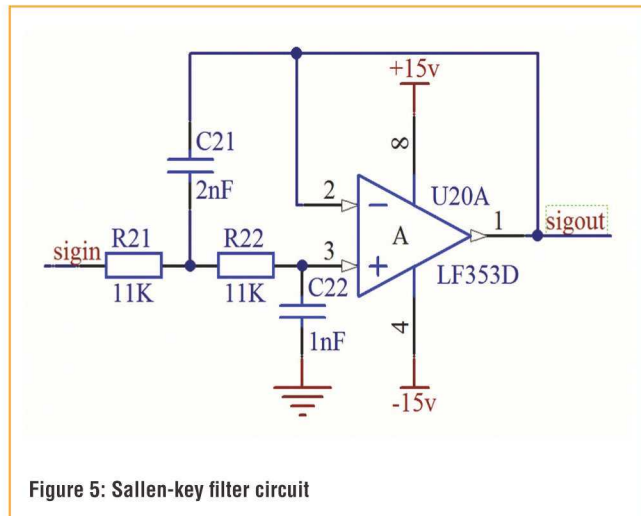 +15v
C21
8
2nF
2
U20A
sigin
R21
R22
A
1
sigout
3
LF353D
11K
11K
C22
1nF
4
-15v
Figure 5: Sallen-key filter circuit